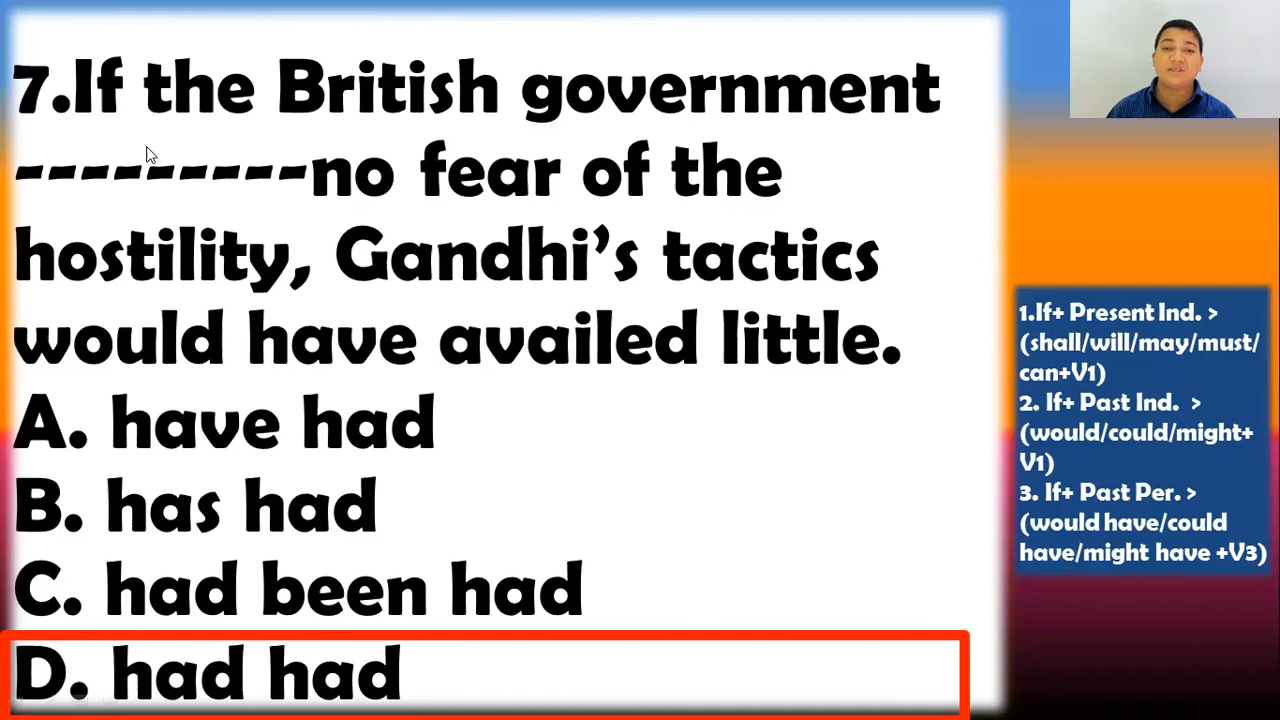 7.If the British government
---------no fear of the
hostility, Gandhi’s tactics
would have availed little.
A. have had
B. has had
C. had been had
D. had had
1.If+ Present Ind. >
(shall/will/may/must/
can+V1)
2. If+ Past Ind. >
(would/could/might+
V1)
3. If+ Past Per. >
(would have/could
have/might have +V3)